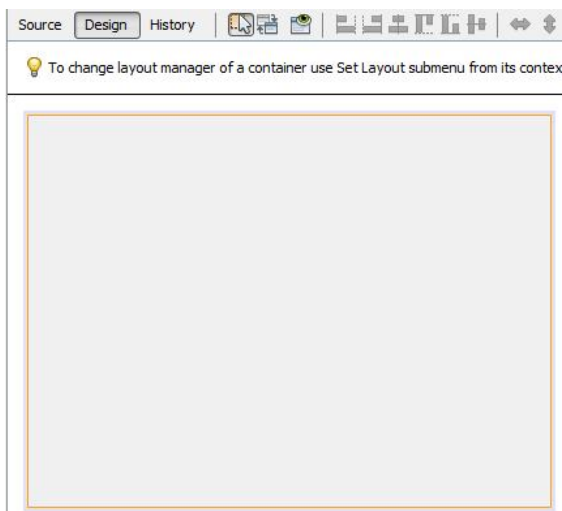 Source Design History
To change layout manager of a container use Set Layout submenu from its contex